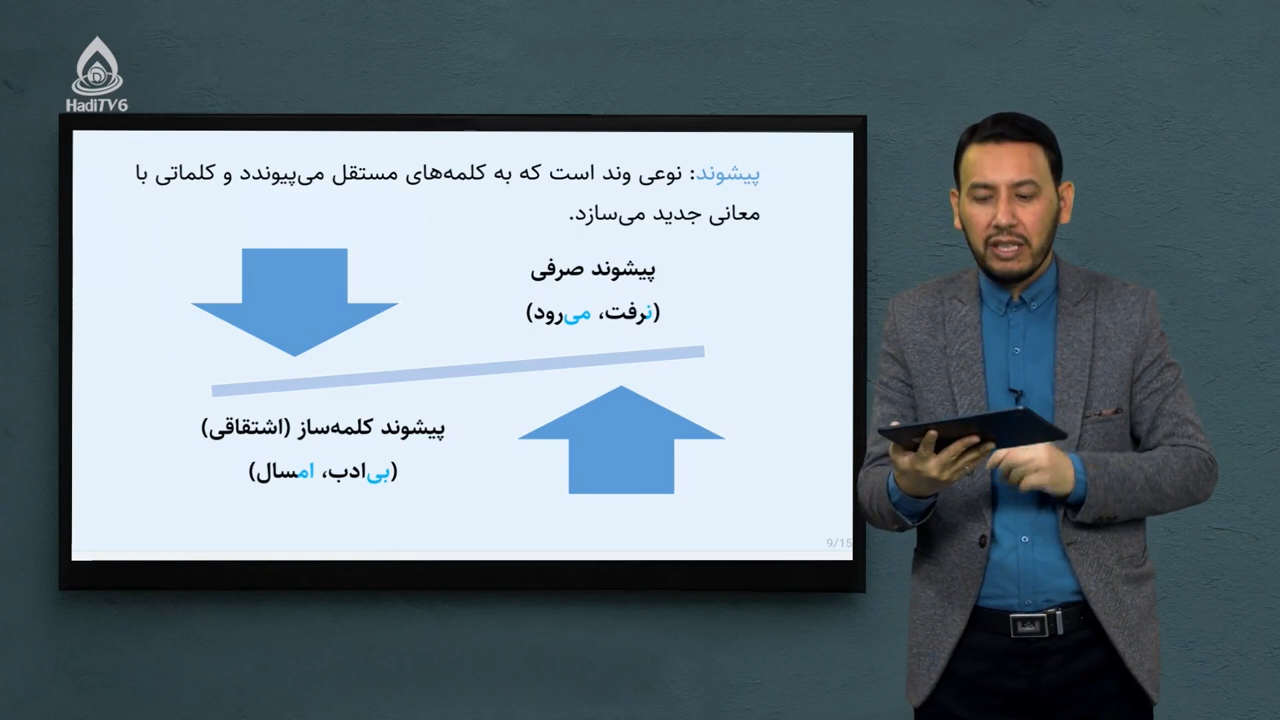 HadiTV6
پیشوند: نوعی وند است که به کلمه‌های مستقل می‌پیوندد و کلماتی با
معانی جدید می‌سازد.
پیشوند صرفی
(نرفت، می‌رود)
پیشوند کلمه‌ساز (اشتقاقی)
(بی‌ادب، امسال)
9/15